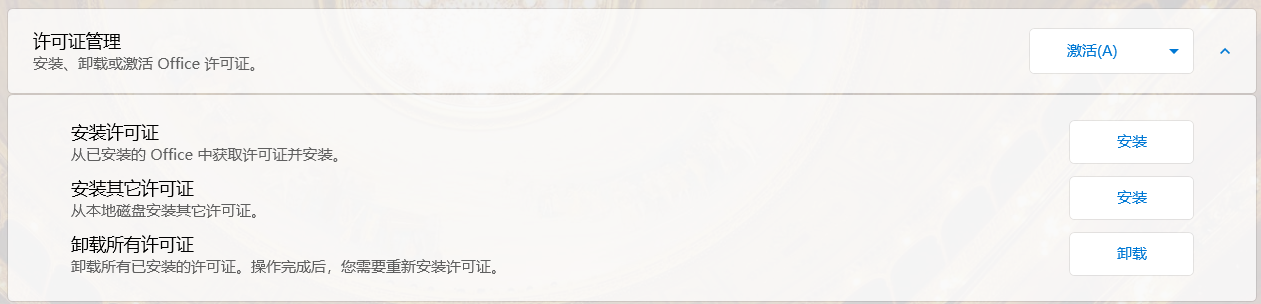 许可证管理
安装、卸载或激活 Office 许可证。
激活(A)
安装许可证
从已安装的 Office 中获取许可证并安装。
安装
安装其它许可证
从本地磁盘安装其它许可证。
安装
卸载所有许可证
卸载所有已安装的许可证。操作完成后，您需要重新安装许可证。
卸载